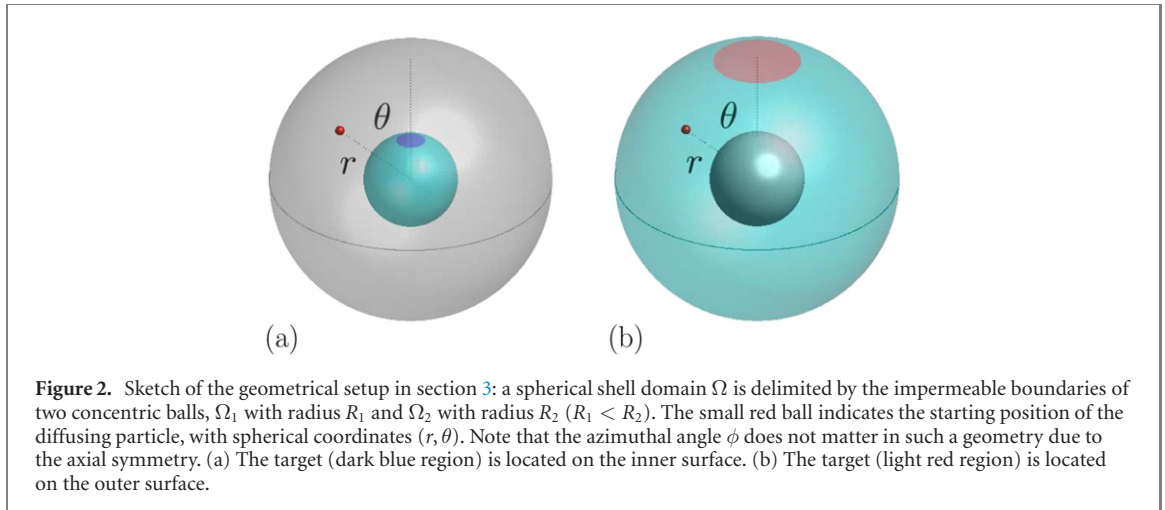 θ
r
θ
r
(a)
(b)
Figure 2. Sketch of the geometrical setup in section 3: a spherical shell domain Ω is delimited by the impermeable boundaries of
two concentric balls, Ω₁ with radius R₁ and Ω₂ with radius R₂ (R₁ < R₂). The small red ball indicates the starting position of the
diffusing particle, with spherical coordinates (r, θ). Note that the azimuthal angle ϕ does not matter in such a geometry due to
the axial symmetry. (a) The target (dark blue region) is located on the inner surface. (b) The target (light red region) is located
on the outer surface.